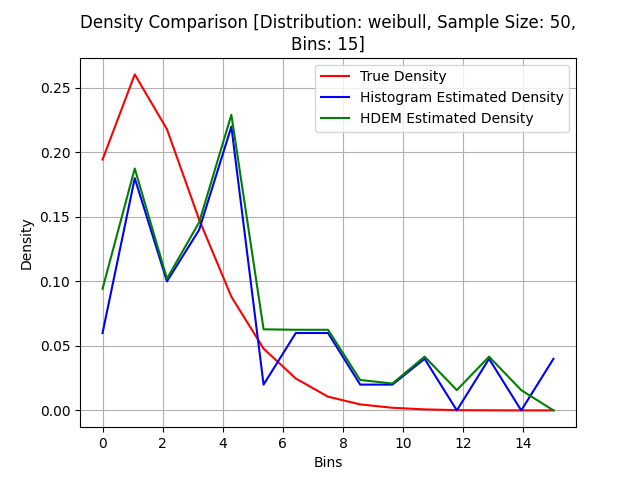 Density Comparison [Distribution: weibull, Sample Size: 50,
Bins: 15]
True Density
Histogram Estimated Density
HDEM Estimated Density
Density
0.25
0.20
0.15
0.10
0.05
0.00
0 2 4 6 8 10 12 14
Bins